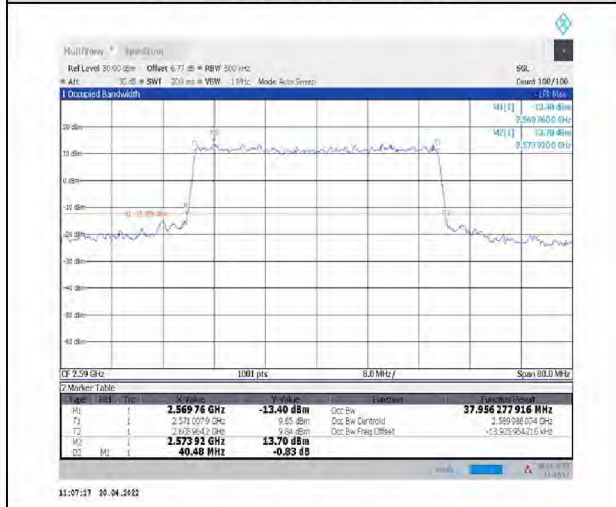 MultiView Spectrum
Ref Level 30.00 dBm Offset 6.77 dB RBW 500 kHz SGL
Att 30 dB SWT 200 ms VBW 1 MHz Mode Auto Sweep Count 100/100
1 Occupied Bandwidth
M1[1] -13.40 dBm
2.569 7600 GHz
M2[1] 13.70 dBm
2.573 9200 GHz
20 dBm
10 dBm
0 dBm
-10 dBm
-20 dBm
-30 dBm
-40 dBm
-50 dBm
-60 dBm
T1
CF 2.59 GHz 1001 pts 8.0 MHz/ Span 80.0 MHz
2 Marker Table
Type Ref Trc X-Value Y-Value Function Function Result
M1 1 2.569 76 GHz -13.40 dBm Occ Bw 37.956 277 916 MHz
T1 1 2.571 0079 GHz 9.65 dBm Occ Bw Centroid 2.589 986 074 GHz
T2 1 2.608 9642 GHz 9.84 dBm Occ Bw Freq Offset -13.925 954 216 kHz
M2 1 2.573 92 GHz 13.70 dBm
D2 M1 1 40.48 MHz -0.83 dB
11:07:17 20.04.2022